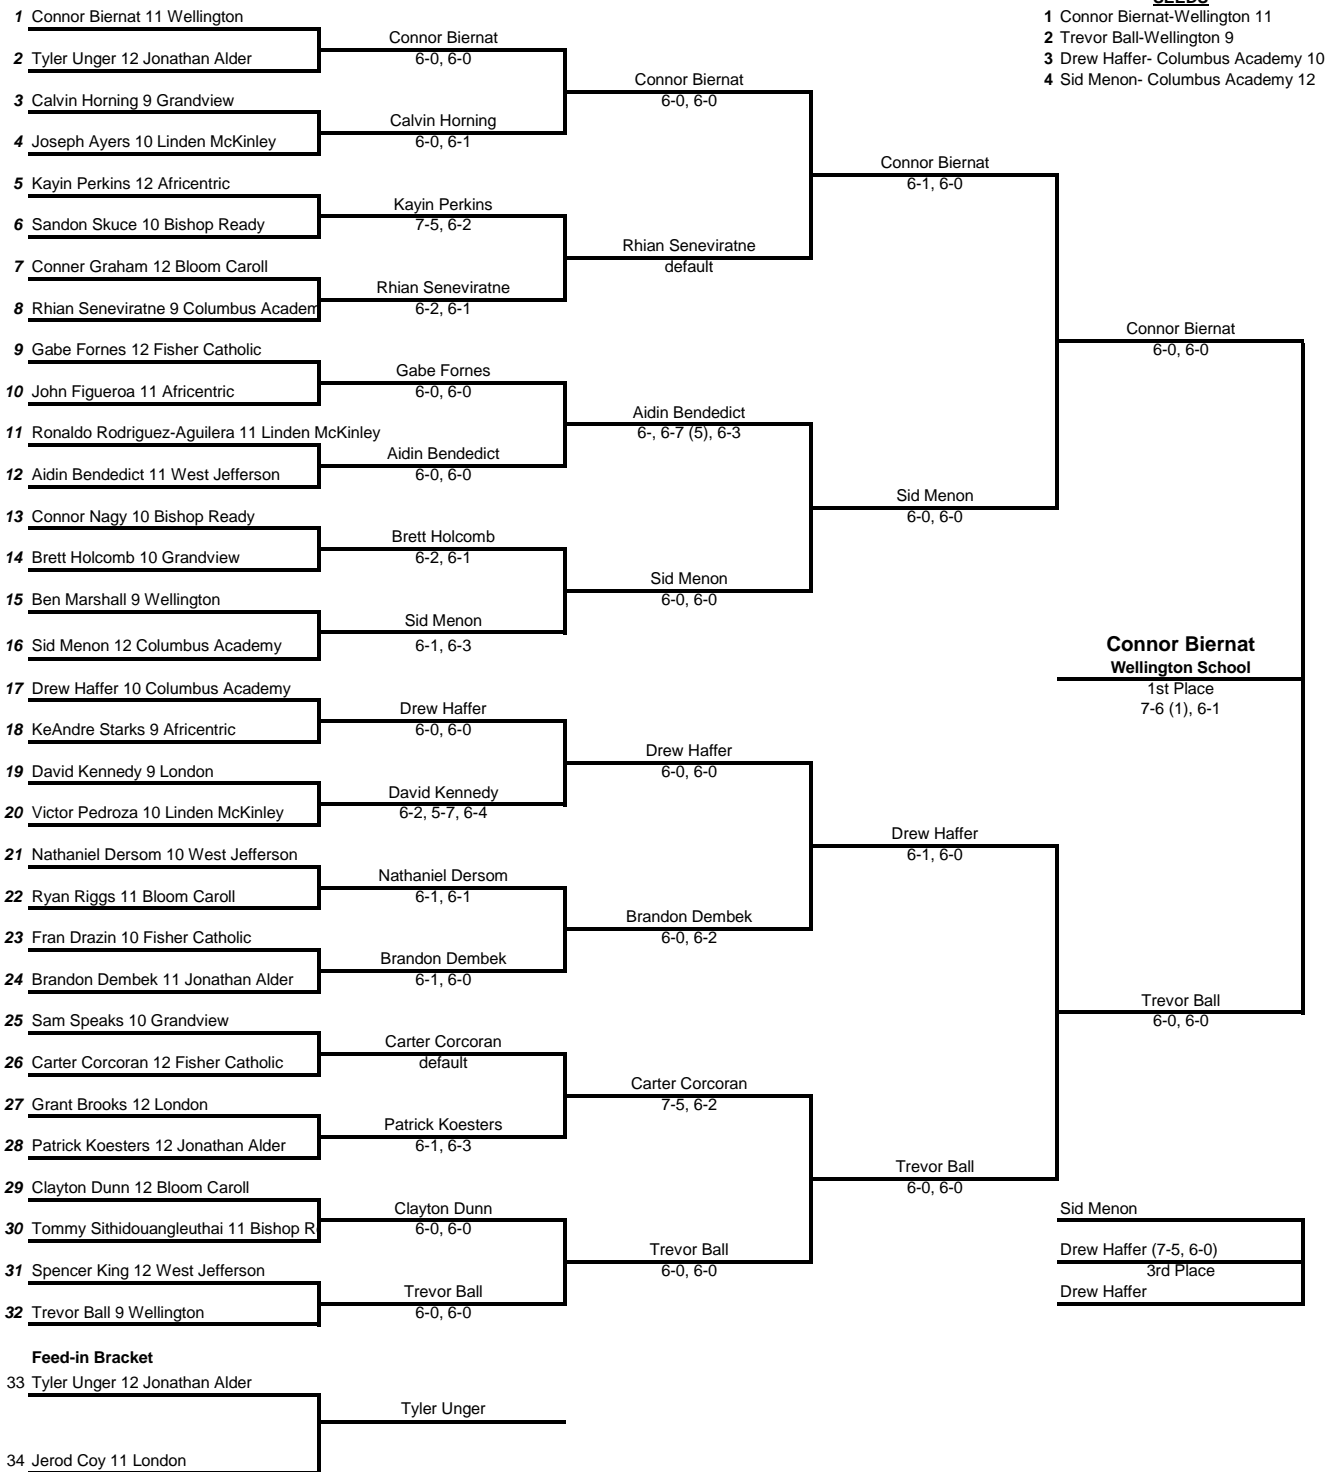 SEEDS
1 Connor Biernat-Wellington 11
2 Trevor Ball-Wellington 9
3 Drew Haffer- Columbus Academy 10
4 Sid Menon- Columbus Academy 12
1 Connor Biernat 11 Wellington
2 Tyler Unger 12 Jonathan Alder
3 Calvin Horning 9 Grandview
4 Joseph Ayers 10 Linden McKinley
5 Kayin Perkins 12 Africentric
6 Sandon Skuce 10 Bishop Ready
7 Conner Graham 12 Bloom Caroll
8 Rhian Seneviratne 9 Columbus Academ
9 Gabe Fornes 12 Fisher Catholic
10 John Figueroa 11 Africentric
11 Ronaldo Rodriguez-Aguilera 11 Linden McKinley
12 Aidin Bendedict 11 West Jefferson
13 Connor Nagy 10 Bishop Ready
14 Brett Holcomb 10 Grandview
15 Ben Marshall 9 Wellington
16 Sid Menon 12 Columbus Academy
17 Drew Haffer 10 Columbus Academy
18 KeAndre Starks 9 Africentric
19 David Kennedy 9 London
20 Victor Pedroza 10 Linden McKinley
21 Nathaniel Dersom 10 West Jefferson
22 Ryan Riggs 11 Bloom Caroll
23 Fran Drazin 10 Fisher Catholic
24 Brandon Dembek 11 Jonathan Alder
25 Sam Speaks 10 Grandview
26 Carter Corcoran 12 Fisher Catholic
27 Grant Brooks 12 London
28 Patrick Koesters 12 Jonathan Alder
29 Clayton Dunn 12 Bloom Caroll
30 Tommy Sithidouangleuthai 11 Bishop R
31 Spencer King 12 West Jefferson
32 Trevor Ball 9 Wellington
Connor Biernat
6-0, 6-0
Calvin Horning
6-0, 6-1
Kayin Perkins
7-5, 6-2
Rhian Seneviratne
6-2, 6-1
Gabe Fornes
6-0, 6-0
Aidin Bendedict
6-0, 6-0
Brett Holcomb
6-2, 6-1
Sid Menon
6-1, 6-3
Drew Haffer
6-0, 6-0
David Kennedy
6-2, 5-7, 6-4
Nathaniel Dersom
6-1, 6-1
Brandon Dembek
6-1, 6-0
Carter Corcoran
default
Patrick Koesters
6-1, 6-3
Clayton Dunn
6-0, 6-0
Trevor Ball
6-0, 6-0
Connor Biernat
6-0, 6-0
Rhian Seneviratne
default
Aidin Bendedict
6-, 6-7 (5), 6-3
Sid Menon
6-0, 6-0
Drew Haffer
6-0, 6-0
Brandon Dembek
6-0, 6-2
Carter Corcoran
7-5, 6-2
Trevor Ball
6-0, 6-0
Connor Biernat
6-1, 6-0
Sid Menon
6-0, 6-0
Drew Haffer
6-1, 6-0
Trevor Ball
6-0, 6-0
Connor Biernat
6-0, 6-0
Trevor Ball
6-0, 6-0
Connor Biernat
Wellington School
1st Place
7-6 (1), 6-1
Sid Menon
Drew Haffer (7-5, 6-0)
3rd Place
Drew Haffer
Feed-in Bracket
33 Tyler Unger 12 Jonathan Alder
Tyler Unger
34 Jerod Coy 11 London